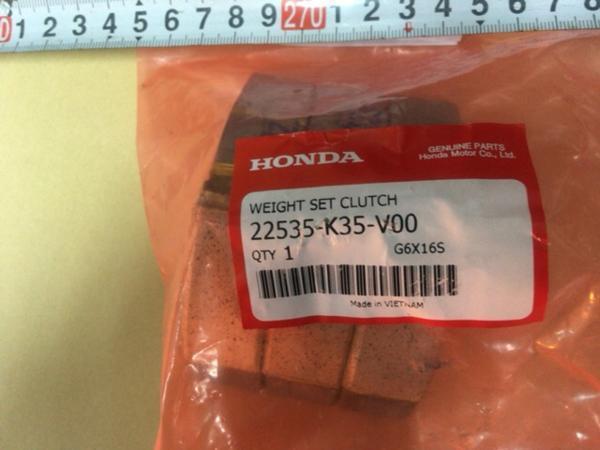 0 1 2 3 4 5 6 7 8 9 270 1 2 3 4 5 6 7 8
HONDA
GENUINE PARTS
Honda Motor Co., Ltd.
WEIGHT SET CLUTCH
22535-K35-V00
QTY 1 G6X16S
Made in VIETNAM